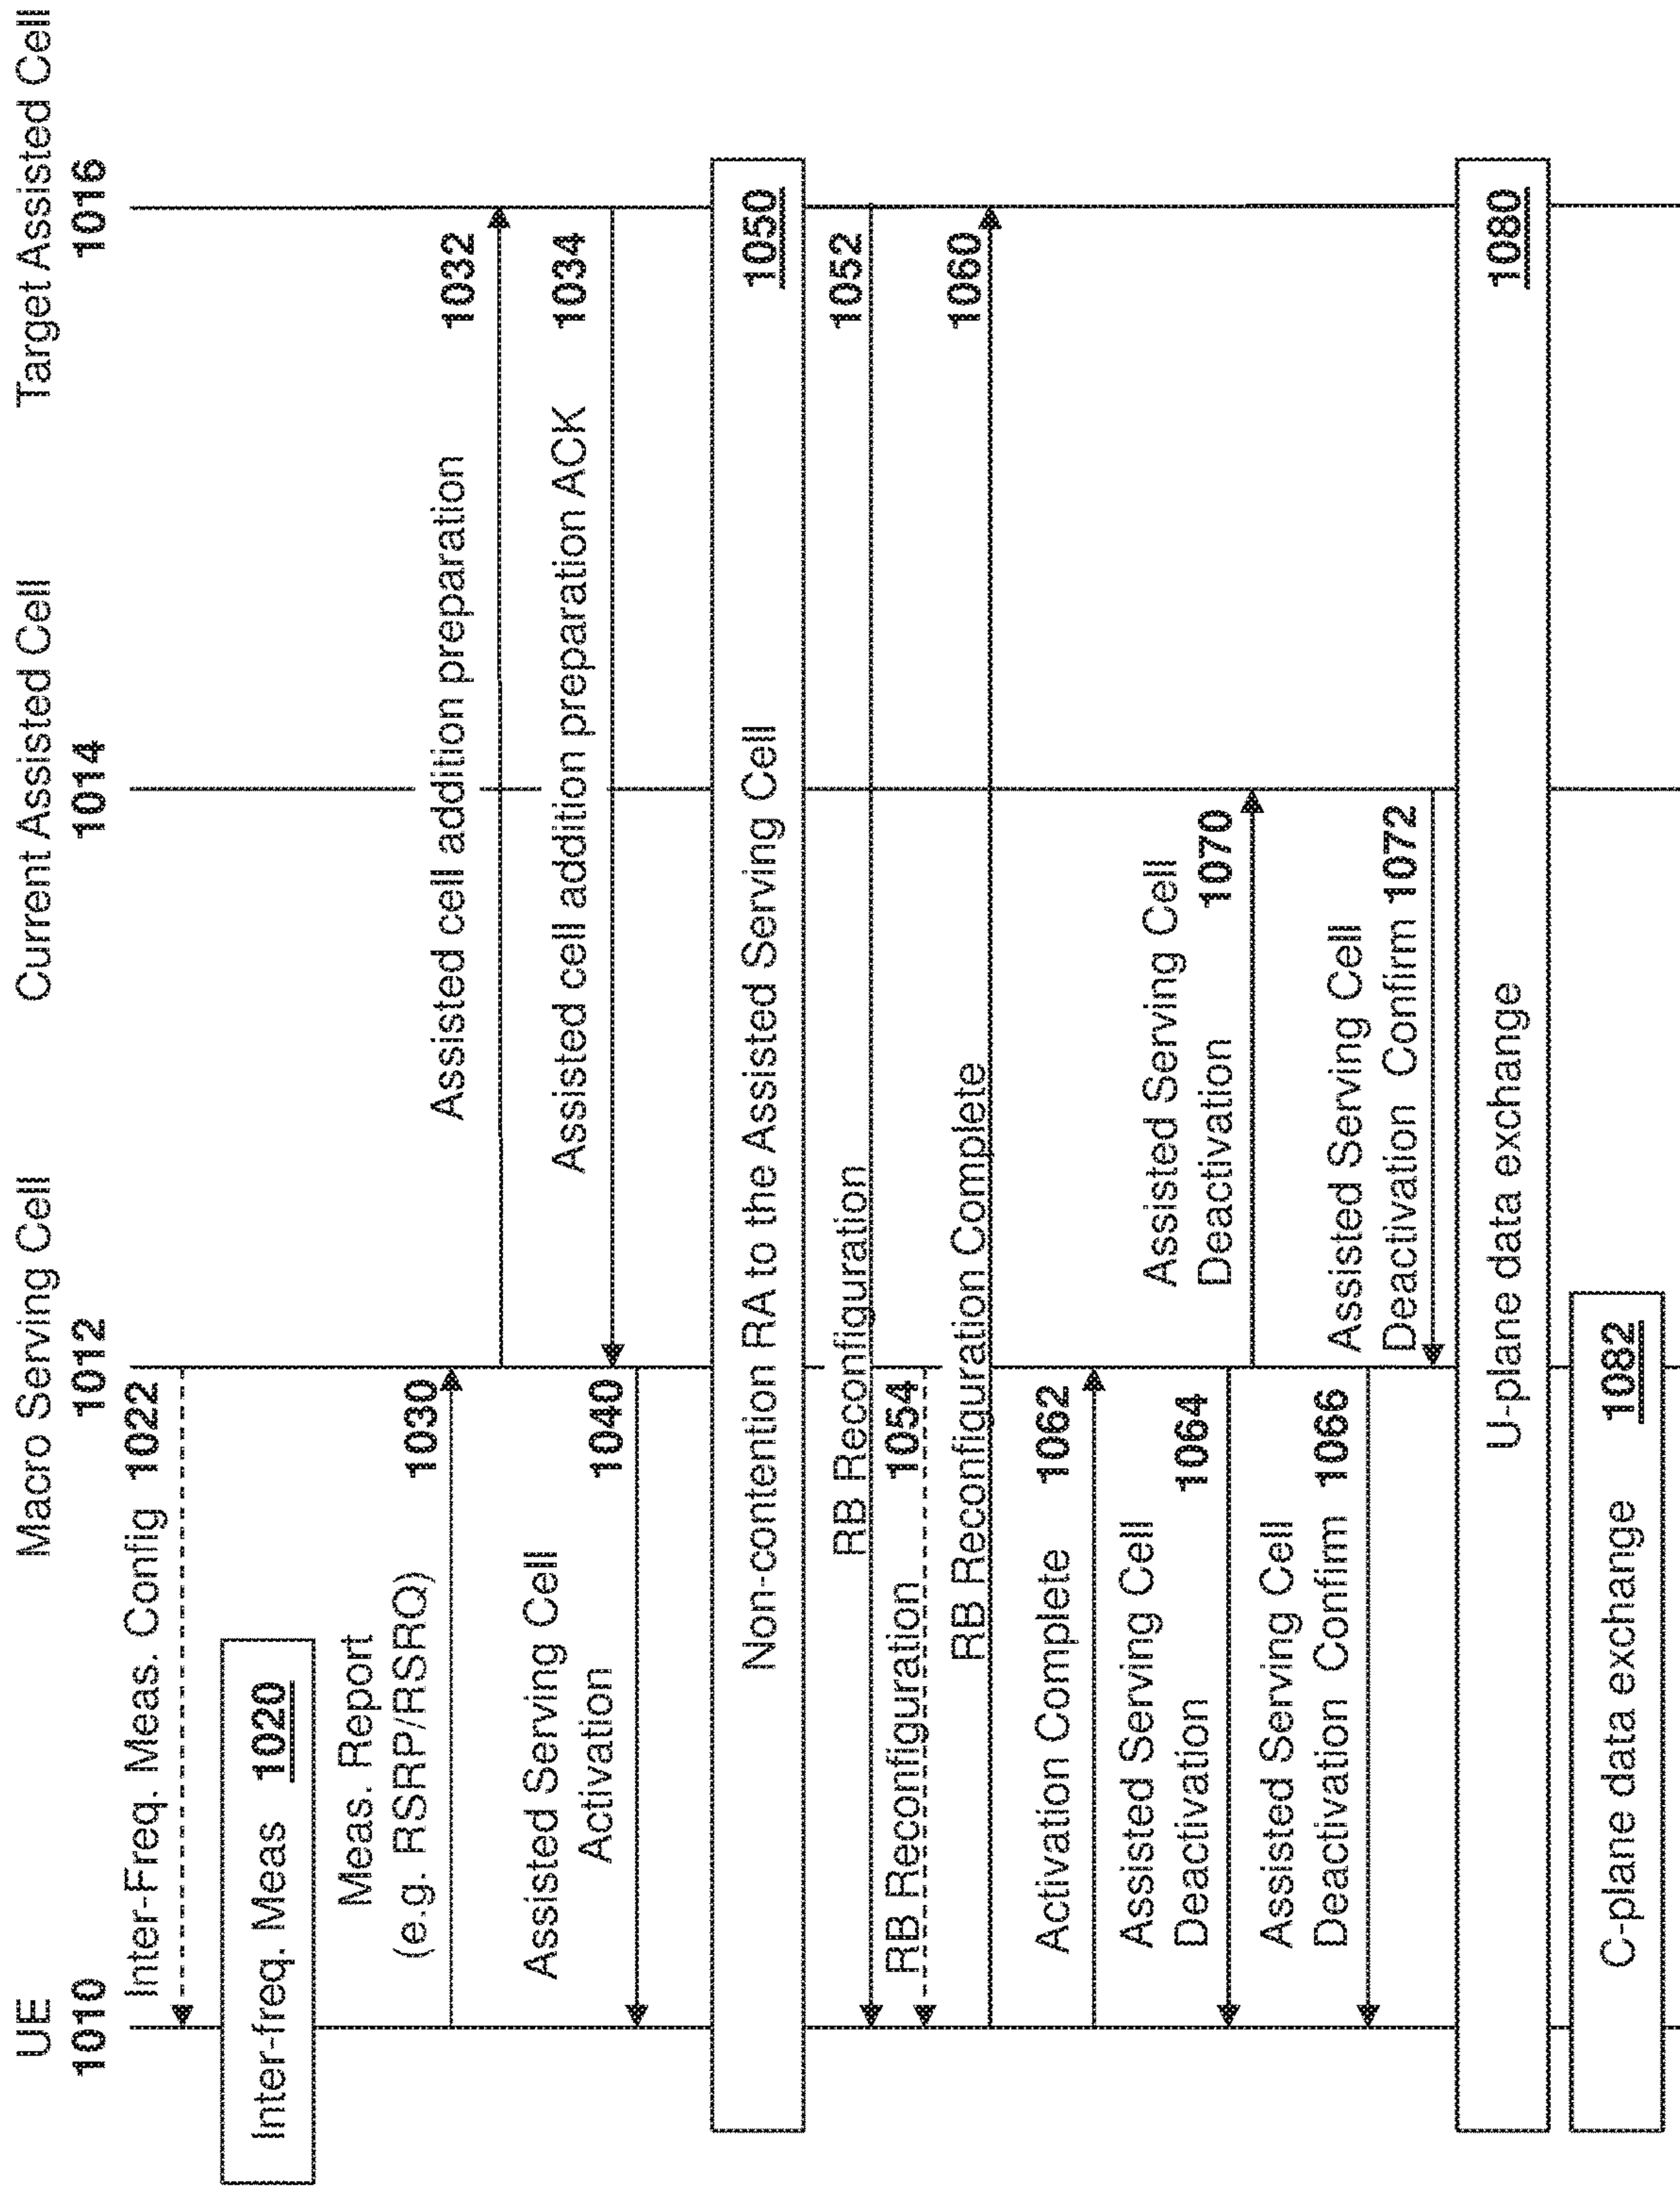 UE
1010
Macro Serving Cell
1012
Current Assisted Cell
1014
Target Assisted Cell
1016
Inter-Freq. Meas. Config 1022
Inter-freq. Meas 1020
Meas. Report
(e.g. RSRP/RSRQ) 1030
Assisted cell addition preparation 1032
Assisted cell addition preparation ACK 1034
Assisted Serving Cell
Activation 1040
Non-contention RA to the Assisted Serving Cell 1050
RB Reconfiguration 1052
RB Reconfiguration 1054
RB Reconfiguration Complete 1060
Activation Complete 1062
Assisted Serving Cell
Deactivation 1064
Assisted Serving Cell
Deactivation 1070
Assisted Serving Cell
Deactivation Confirm 1066
Assisted Serving Cell
Deactivation Confirm 1072
U-plane data exchange 1080
C-plane data exchange 1082